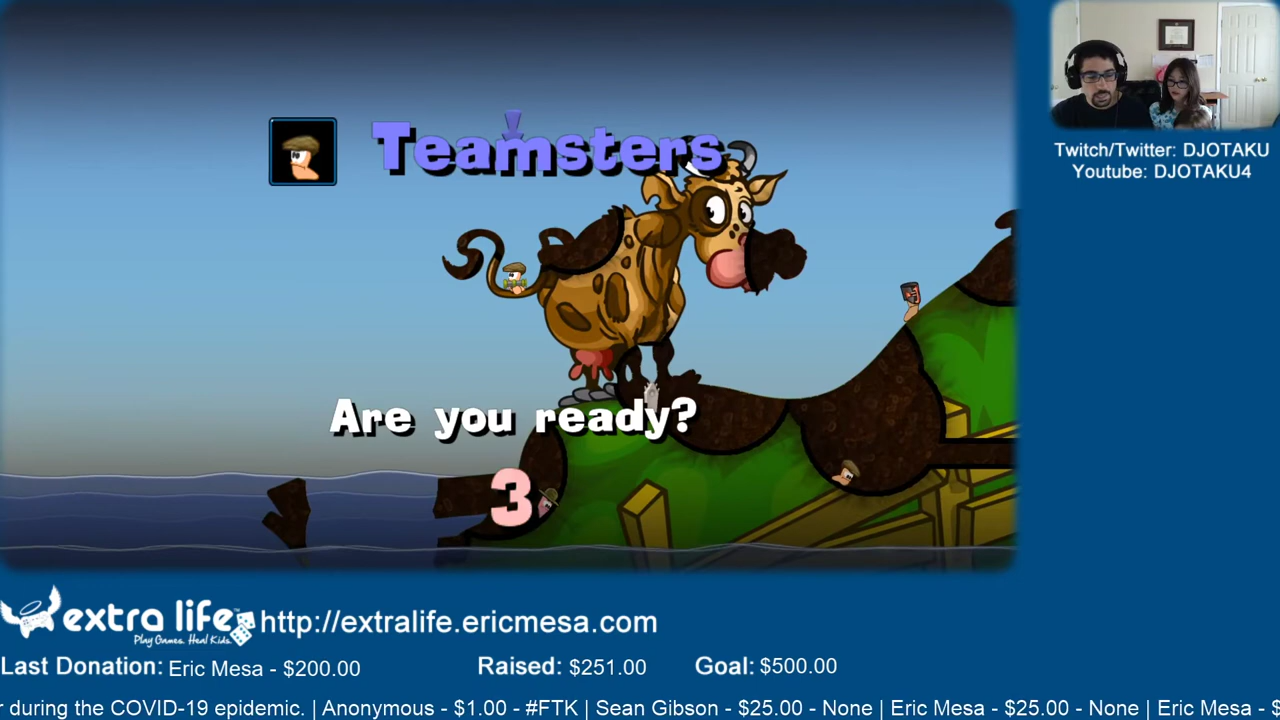 Teamsters
Are you ready?
3
Twitch/Twitter: DJOTAKU
Youtube: DJOTAKU4
extra life
Play Games. Heal Kids.
http://extralife.ericmesa.com
Last Donation: Eric Mesa - $200.00
Raised: $251.00
Goal: $500.00
r during the COVID-19 epidemic. | Anonymous - $1.00 - #FTK | Sean Gibson - $25.00 - None | Eric Mesa - $25.00 - None | Eric Mesa - $